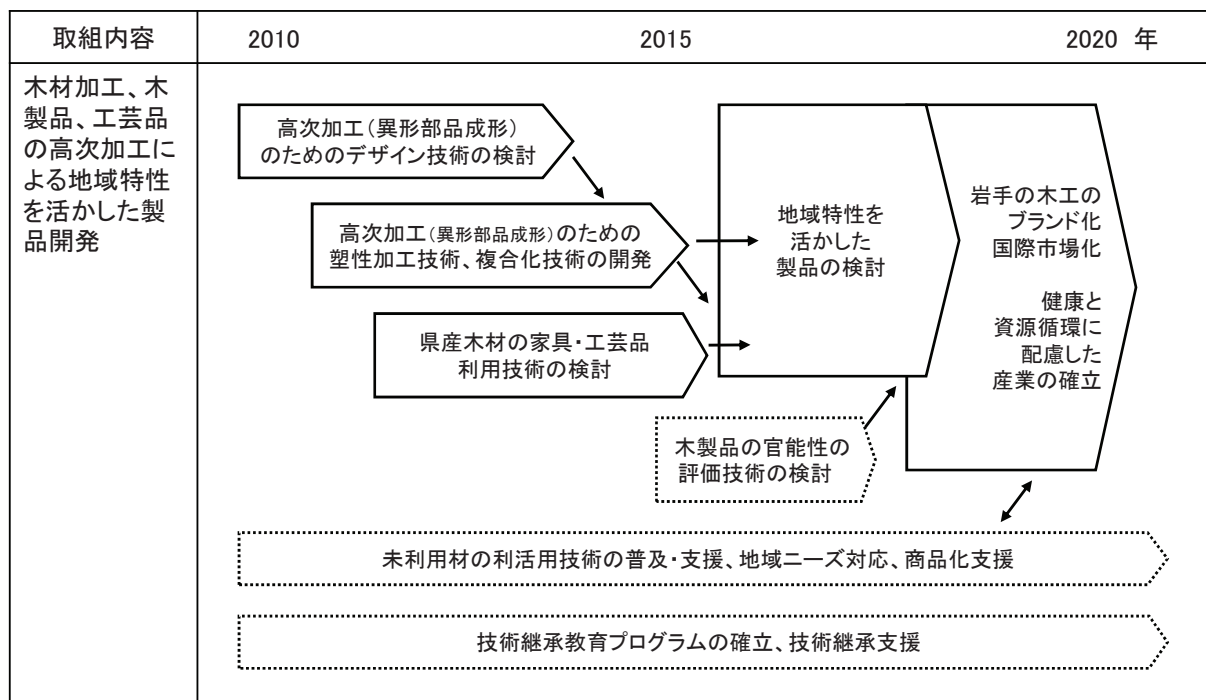 取組内容
2010
2015
2020 年
木材加工、木
製品、工芸品
の高次加工に
よる地域特性
を活かした製
品開発
高次加工(異形部品成形)
のためのデザイン技術の検討
高次加工(異形部品成形)のための
塑性加工技術、複合化技術の開発
県産木材の家具・工芸品
利用技術の検討
地域特性を
活かした
製品の検討
岩手の木工の
ブランド化
国際市場化
健康と
資源循環に
配慮した
産業の確立
木製品の官能性の
評価技術の検討
未利用材の利活用技術の普及・支援、地域ニーズ対応、商品化支援
技術継承教育プログラムの確立、技術継承支援